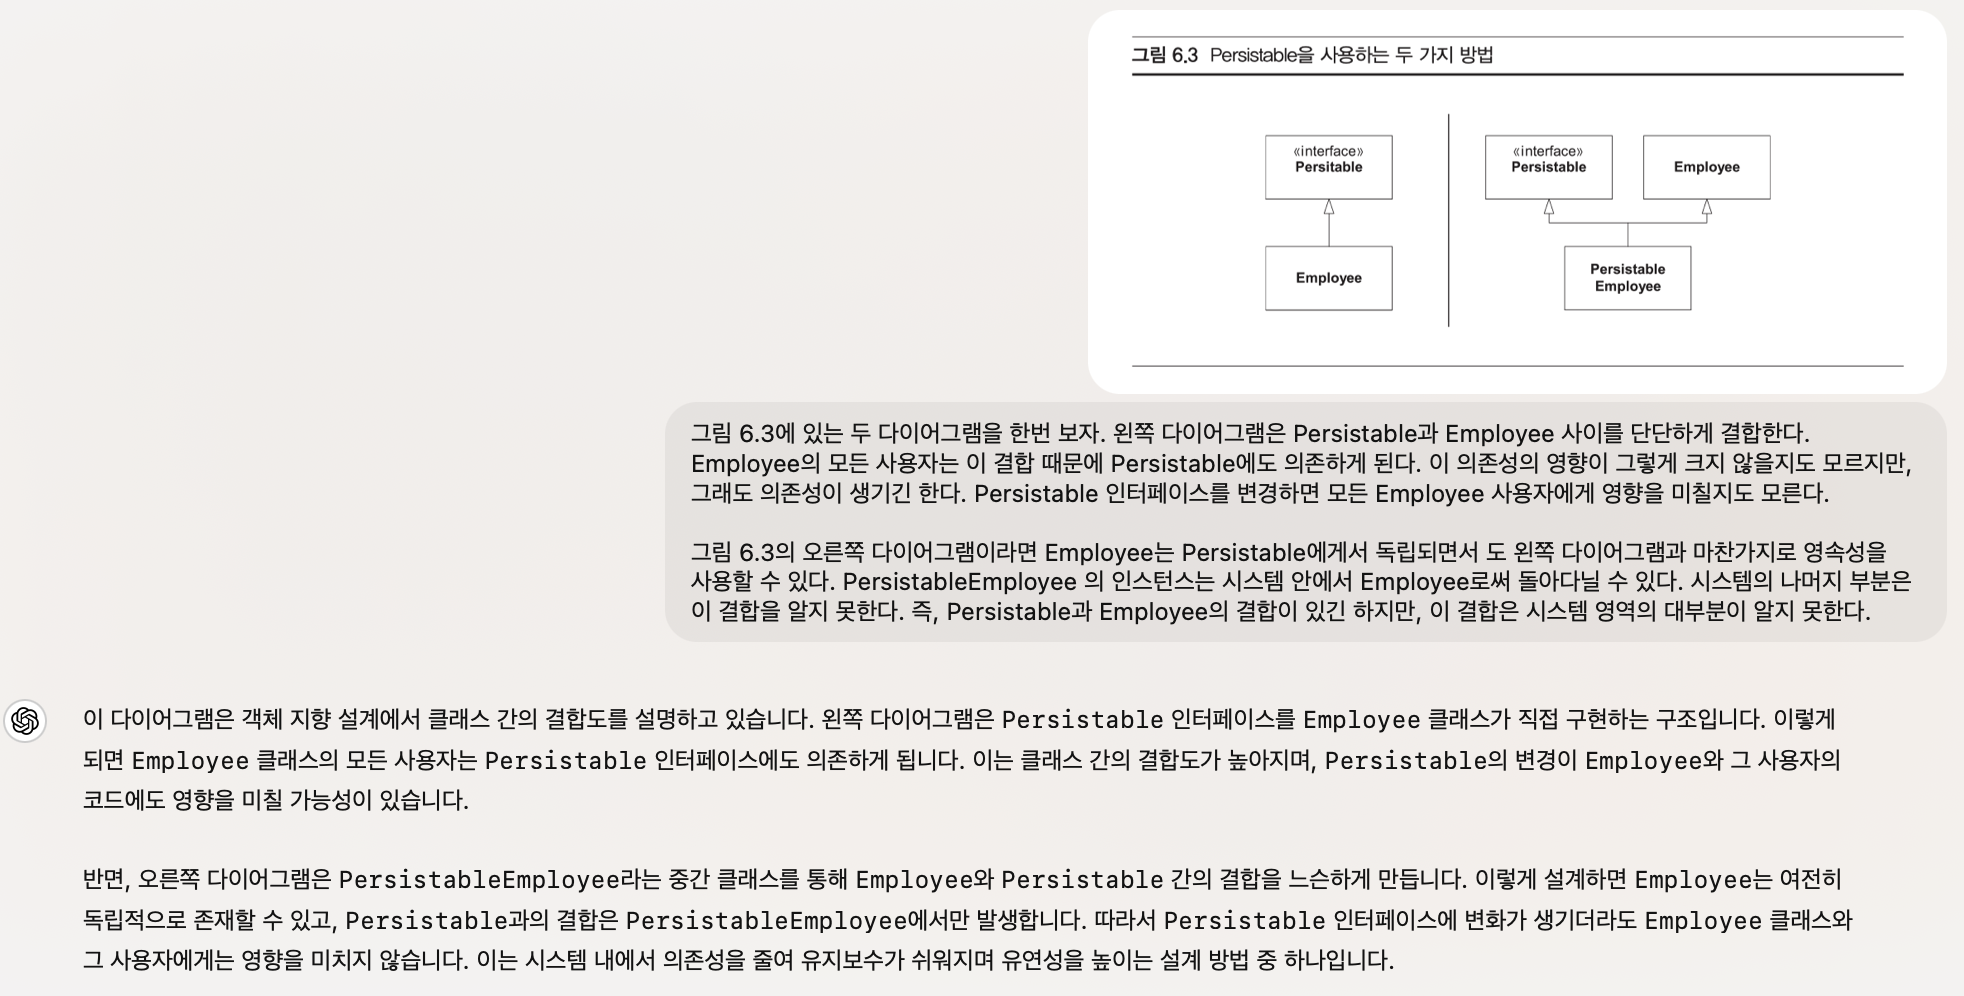 그림 6.3 Persistable을 사용하는 두 가지 방법
«interface»
Persitable
Employee
«interface»
Persistable
Employee
Persistable
Employee
그림 6.3에 있는 두 다이어그램을 한번 보자. 왼쪽 다이어그램은 Persistable과 Employee 사이를 단단하게 결합한다.
Employee의 모든 사용자는 이 결합 때문에 Persistable에도 의존하게 된다. 이 의존성의 영향이 그렇게 크지 않을지도 모르지만,
그래도 의존성이 생기긴 한다. Persistable 인터페이스를 변경하면 모든 Employee 사용자에게 영향을 미칠지도 모른다.
그림 6.3의 오른쪽 다이어그램이라면 Employee는 Persistable에게서 독립되면서 도 왼쪽 다이어그램과 마찬가지로 영속성을
사용할 수 있다. PersistableEmployee 의 인스턴스는 시스템 안에서 Employee로써 돌아다닐 수 있다. 시스템의 나머지 부분은
이 결합을 알지 못한다. 즉, Persistable과 Employee의 결합이 있긴 하지만, 이 결합은 시스템 영역의 대부분이 알지 못한다.
이 다이어그램은 객체 지향 설계에서 클래스 간의 결합도를 설명하고 있습니다. 왼쪽 다이어그램은 Persistable 인터페이스를 Employee 클래스가 직접 구현하는 구조입니다. 이렇게
되면 Employee 클래스의 모든 사용자는 Persistable 인터페이스에도 의존하게 됩니다. 이는 클래스 간의 결합도가 높아지며, Persistable의 변경이 Employee와 그 사용자의
코드에도 영향을 미칠 가능성이 있습니다.
반면, 오른쪽 다이어그램은 PersistableEmployee라는 중간 클래스를 통해 Employee와 Persistable 간의 결합을 느슨하게 만듭니다. 이렇게 설계하면 Employee는 여전히
독립적으로 존재할 수 있고, Persistable과의 결합은 PersistableEmployee에서만 발생합니다. 따라서 Persistable 인터페이스에 변화가 생기더라도 Employee 클래스와
그 사용자에게는 영향을 미치지 않습니다. 이는 시스템 내에서 의존성을 줄여 유지보수가 쉬워지며 유연성을 높이는 설계 방법 중 하나입니다.